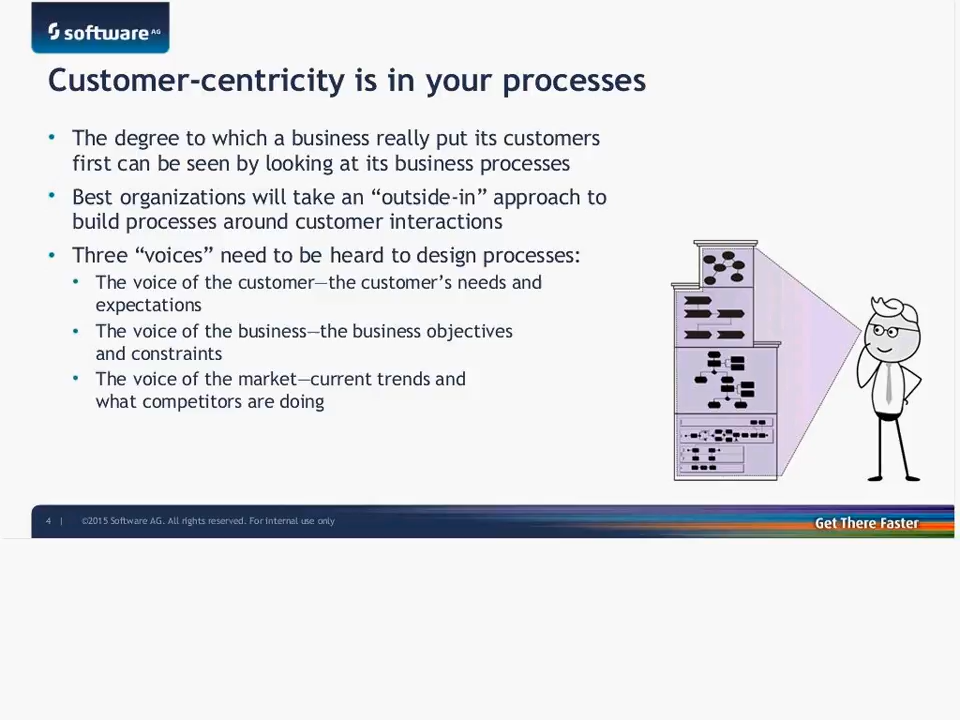 software AG
Customer-centricity is in your processes
• The degree to which a business really put its customers
first can be seen by looking at its business processes
• Best organizations will take an “outside-in” approach to
build processes around customer interactions
• Three “voices” need to be heard to design processes:
• The voice of the customer—the customer’s needs and
expectations
• The voice of the business—the business objectives
and constraints
• The voice of the market—current trends and
what competitors are doing
4 | ©2015 Software AG. All rights reserved. For internal use only
Get There Faster